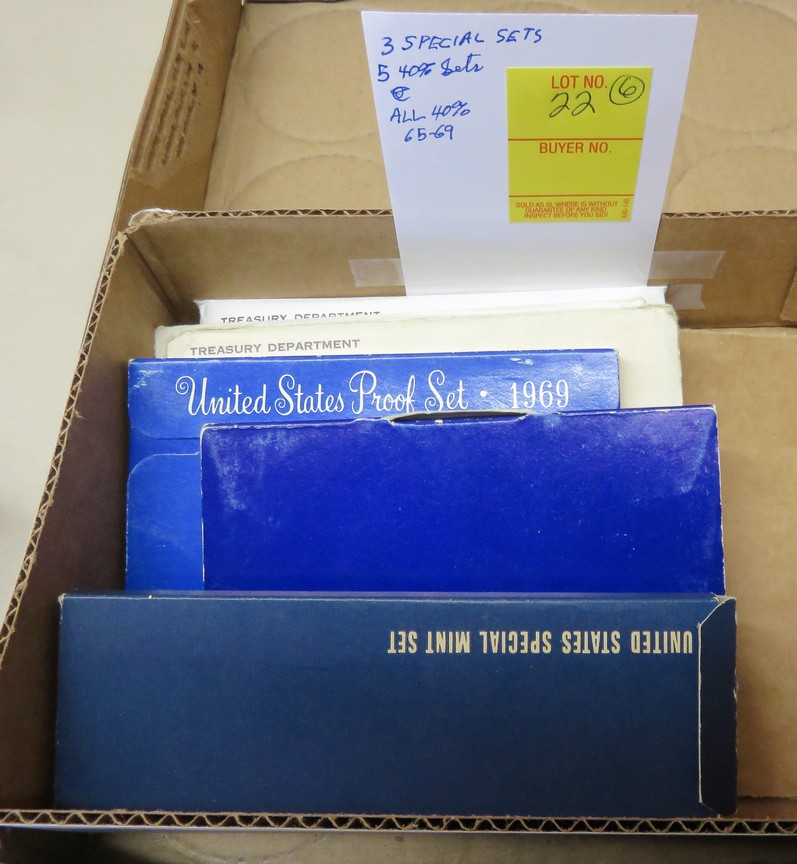 3 SPECIAL SETS
5 40% Sets
ALL 40%
65-69
LOT NO.
22 6
BUYER NO.
SOLD AS IS, WHERE IS WITHOUT
GUARANTEE OF ANY KIND.
INSPECT BEFORE YOU BID!
TREASURY DEPARTMENT
TREASURY DEPARTMENT
United States Proof Set · 1969
UNITED STATES SPECIAL MINT SET